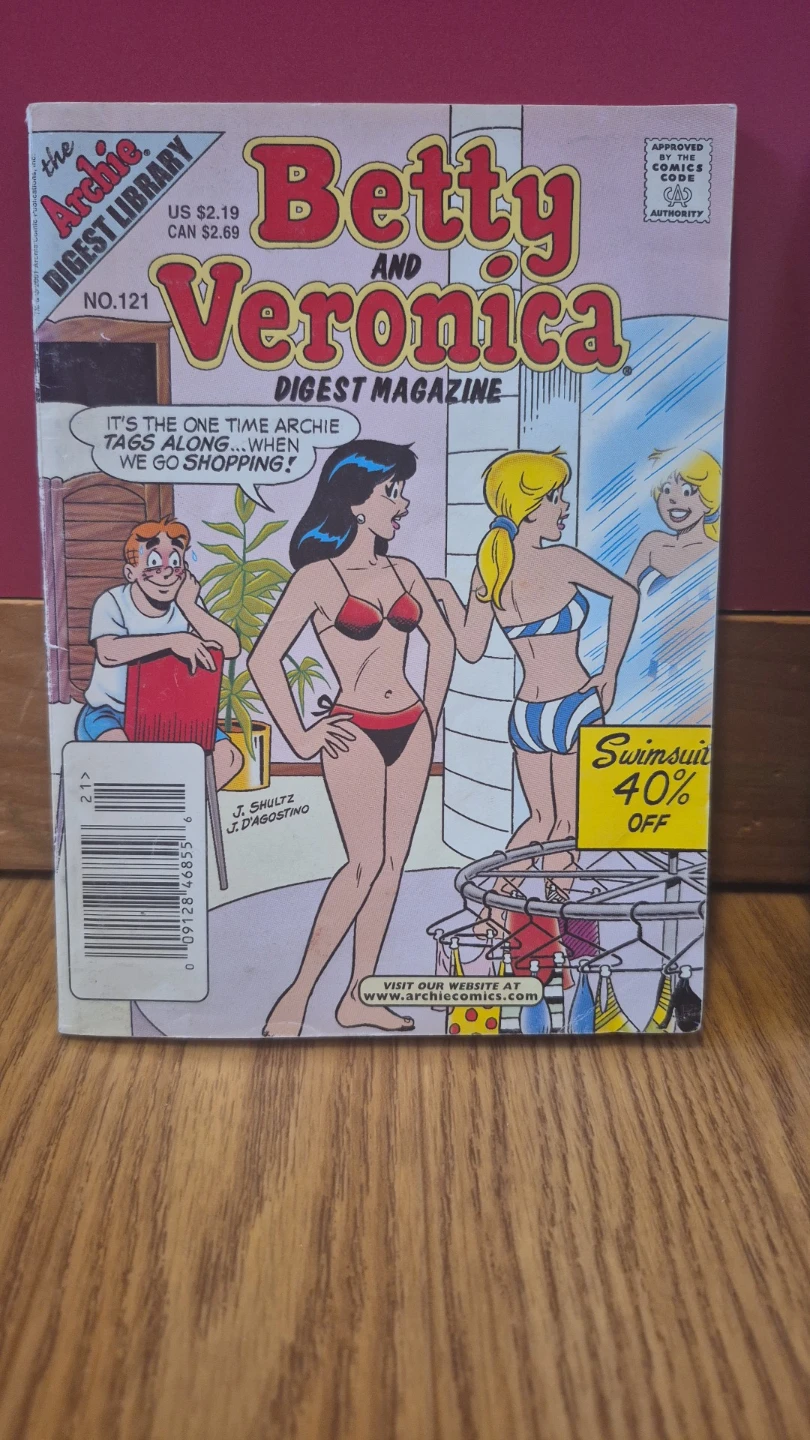 the
Archie®
DIGEST LIBRARY
US $2.19
CAN $2.69
NO.121
Betty
AND
Veronica®
DIGEST MAGAZINE
APPROVED
BY THE
COMICS
CODE
CA
AUTHORITY
IT'S THE ONE TIME ARCHIE
TAGS ALONG...WHEN
WE GO SHOPPING!
J. SHULTZ
J. D'AGOSTINO
Swimsuit
40%
OFF
21>
0 09128 46855 6
VISIT OUR WEBSITE AT
www.archiecomics.com